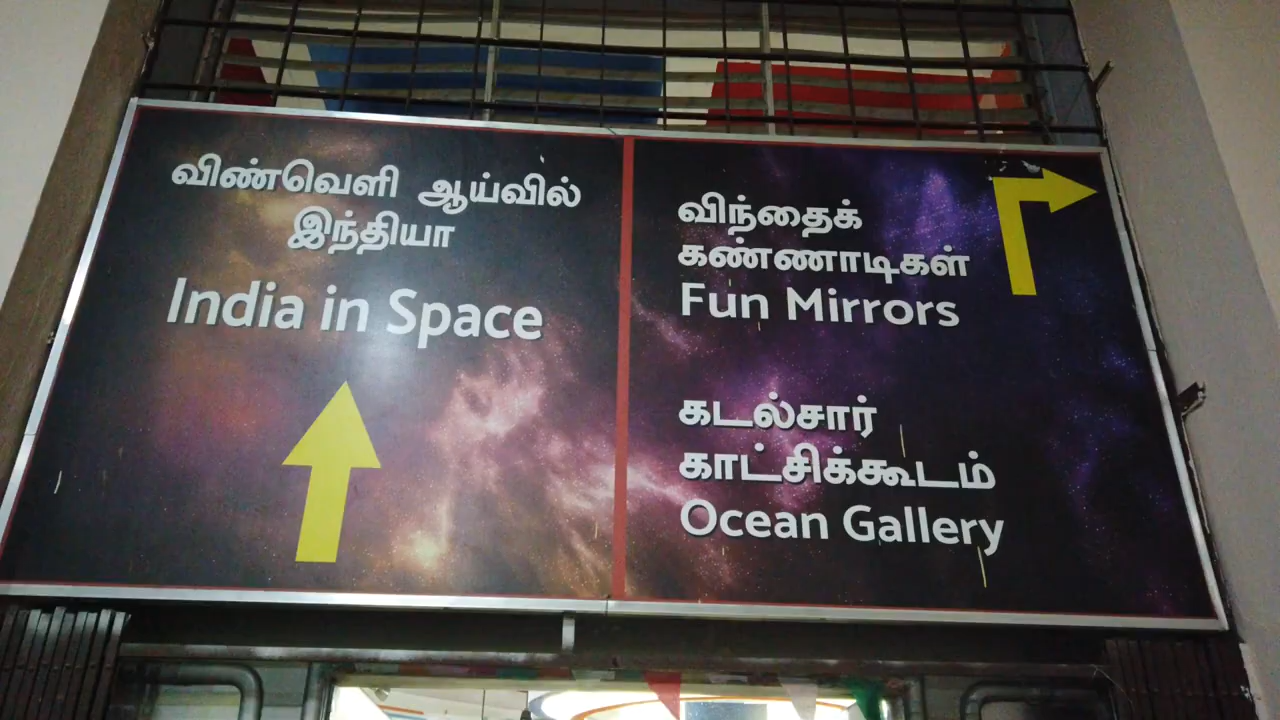 விண்வெளி ஆய்வில்
இந்தியா
India in Space
விந்தைக்
கண்ணாடிகள்
Fun Mirrors
கடல்சார்
காட்சிக்கூடம்
Ocean Gallery